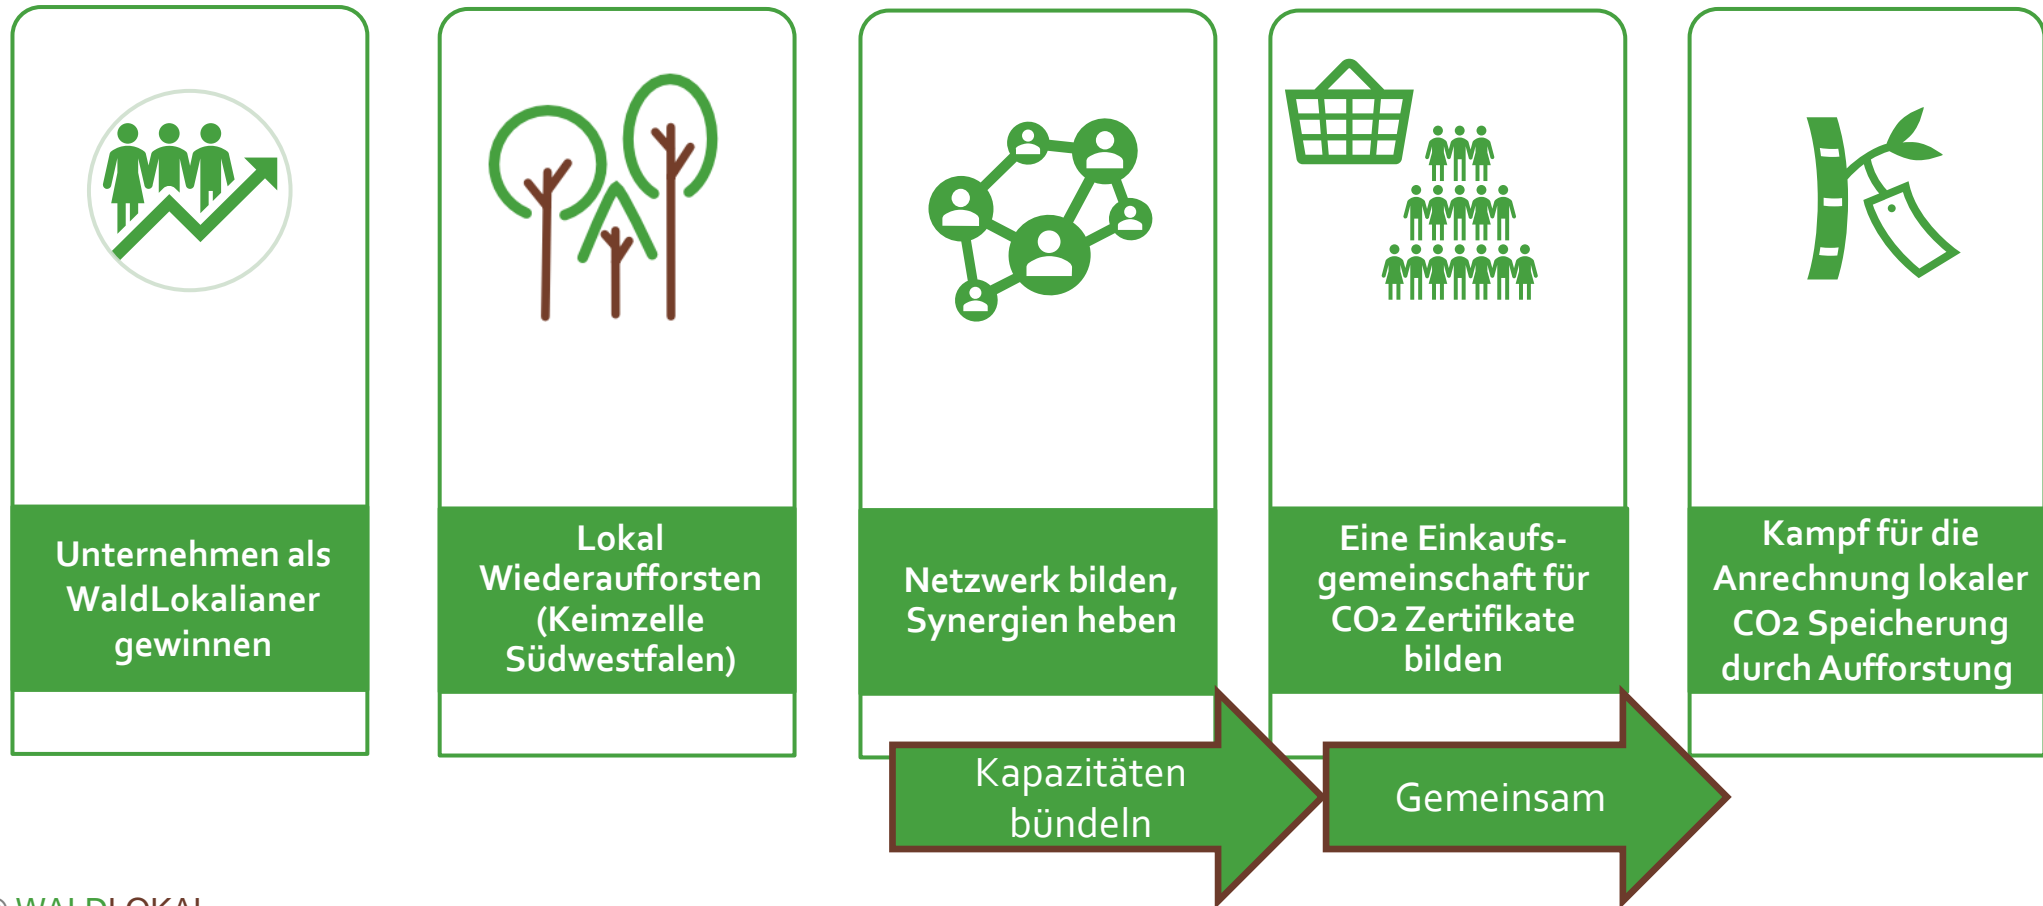 Unternehmen als
WaldLokalianer
gewinnen
Lokal
Wiederaufforsten
(Keimzelle
Südwestfalen)
Netzwerk bilden,
Synergien heben
Eine Einkaufs-
gemeinschaft für
CO2 Zertifikate
bilden
Kampf für die
Anrechnung lokaler
CO2 Speicherung
durch Aufforstung
Kapazitäten
bündeln
Gemeinsam
© WALDLOKAL